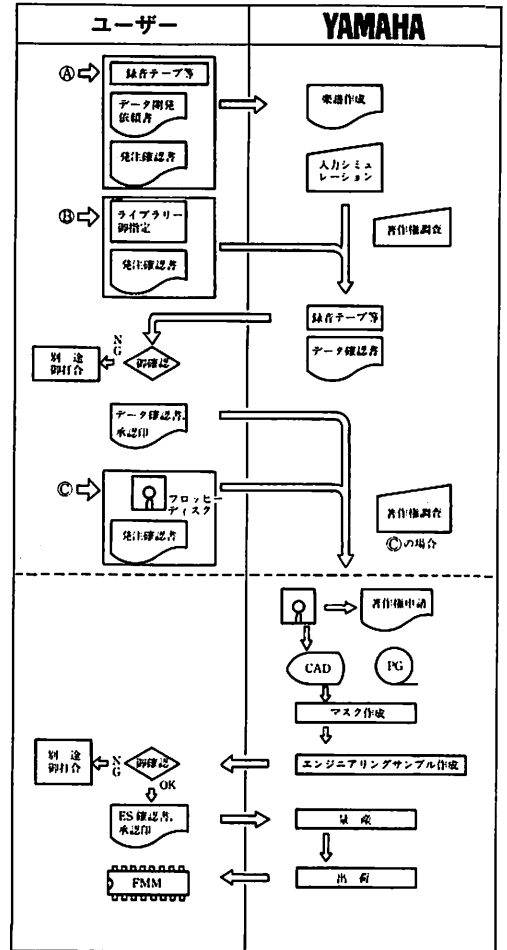 ユーザー
YAMAHA
Ⓐ
録音テープ等
データ開発
依頼書
発注確認書
楽譜作成
入力シミュ
レーション
Ⓑ
ライブラリー
御指定
発注確認書
著作権調査
録音テープ等
データ確認書
NG
御確認
別途
御打合
データ確認書,
承認印
Ⓒ
フロッピー
ディスク
発注確認書
著作権調査
Ⓒの場合
著作権申請
CAD
PG
マスク作成
エンジニアリングサンプル作成
御確認
NG
別途
御打合
OK
ES確認書,
承認印
量産
出荷
FMM